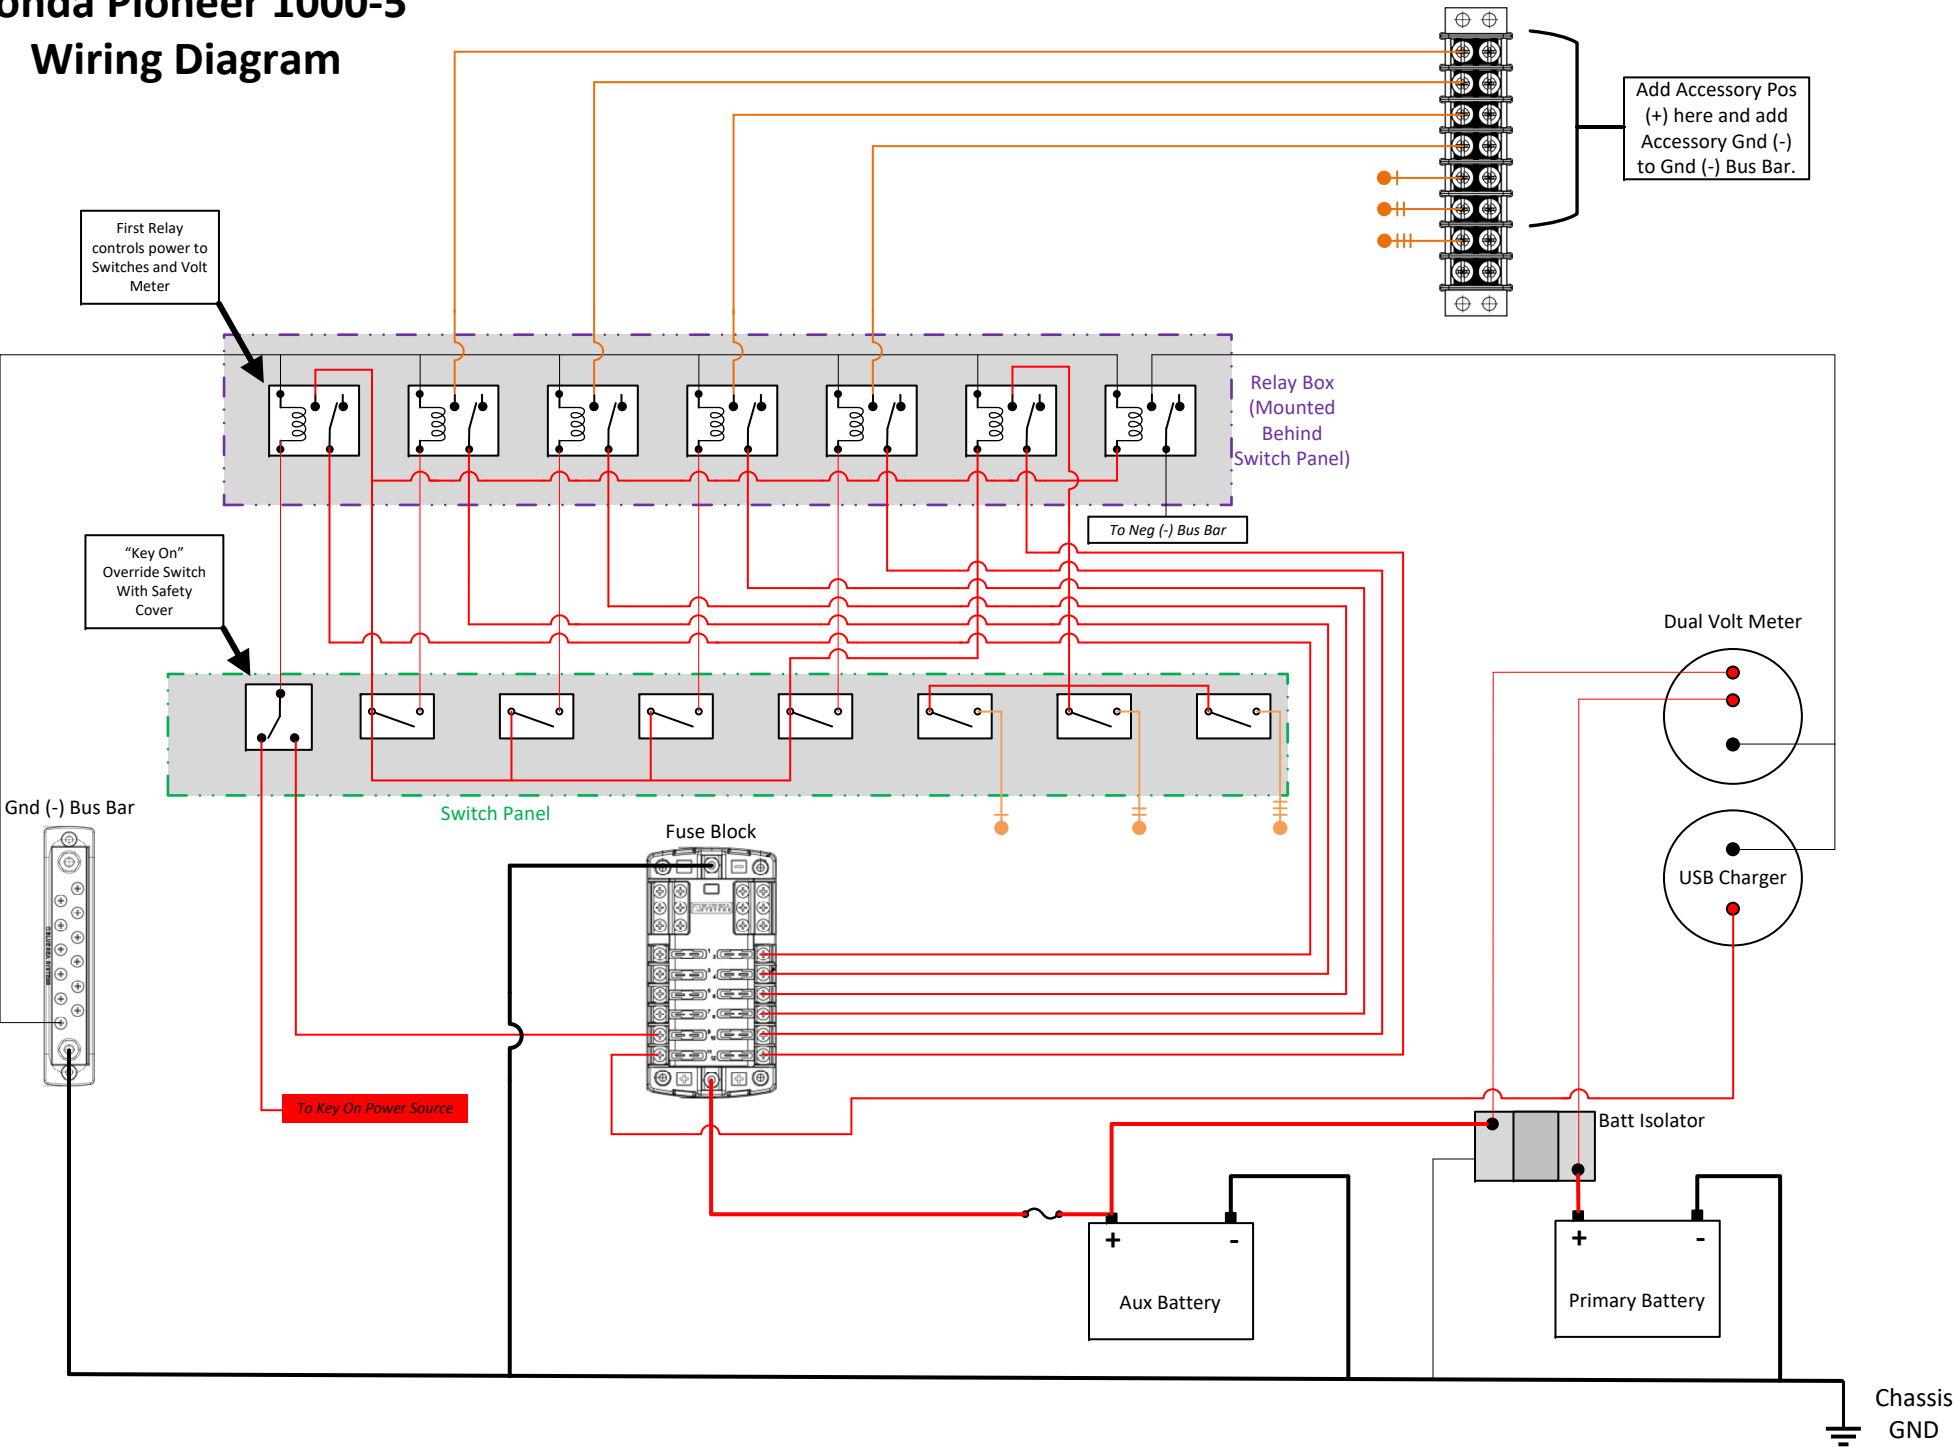 onda Pioneer 1000-5
Wiring Diagram
Add Accessory Pos
(+) here and add
Accessory Gnd (-)
to Gnd (-) Bus Bar.
First Relay
controls power to
Switches and Volt
Meter
Relay Box
(Mounted
Behind
Switch Panel)
To Neg (-) Bus Bar
“Key On”
Override Switch
With Safety
Cover
Dual Volt Meter
Gnd (-) Bus Bar
Switch Panel
Fuse Block
USB Charger
To Key On Power Source
Batt Isolator
+
-
Aux Battery
+
-
Primary Battery
Chassis
GND